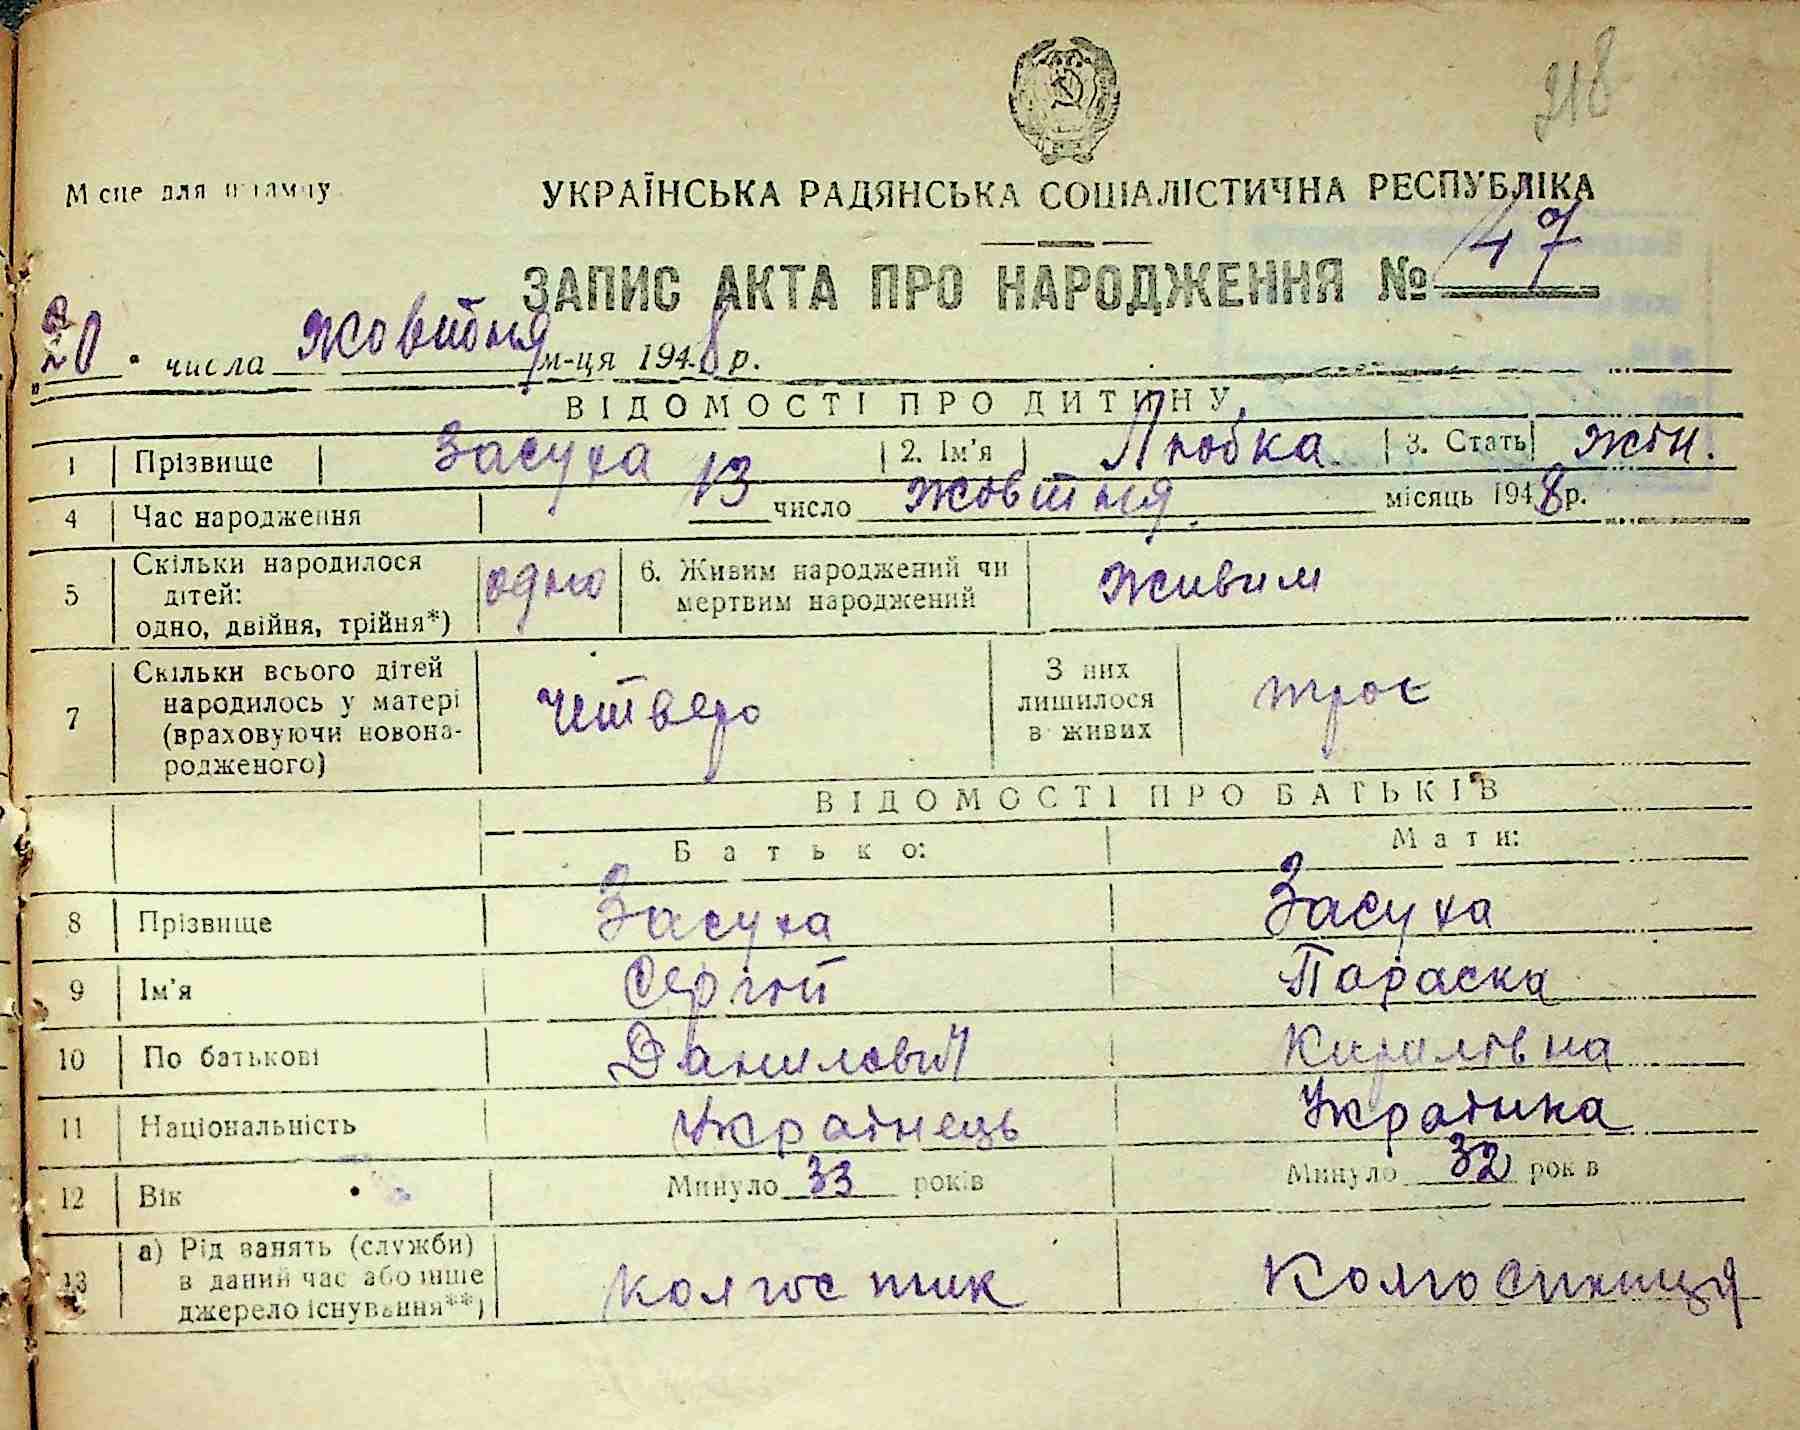 218
Місце для штампу
УКРАЇНСЬКА РАДЯНСЬКА СОЦІАЛІСТИЧНА РЕСПУБЛІКА
ЗАПИС АКТА ПРО НАРОДЖЕННЯ № 47
„20" числа Жовтня м-ця 1948 р.
ВІДОМОСТІ ПРО ДИТИНУ
1 Прізвище Засуха 2. Ім'я Любка 3. Стать жін.
4 Час народження 13 число жовтня місяць 1948 р.
5 Скільки народилося дітей: одно, двійня, трійня*) одно 6. Живим народжений чи мертвим народжений живим
7 Скільки всього дітей народилось у матері (враховуючи новонародженого) четверо З них лишилося в живих троє
ВІДОМОСТІ ПРО БАТЬКІВ
Батько: Мати:
8 Прізвище Засуха Засуха
9 Ім'я Сергій Параска
10 По батькові Данилович Кирилівна
11 Національність Українець Українка
12 Вік Минуло 33 років Минуло 32 років
13 а) Рід занять (служби) в даний час або інше джерело існування**) колгоспник Колгоспниця